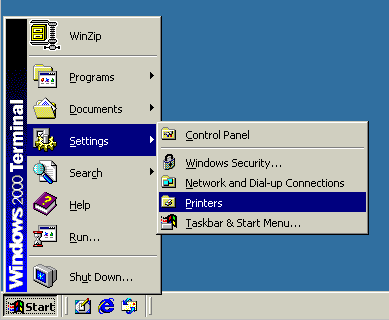 WinZip
Programs
Documents
Settings
Search
Help
Run...
Shut Down...
Windows 2000 Terminal
Control Panel
Windows Security...
Network and Dial-up Connections
Printers
Taskbar & Start Menu...
Start